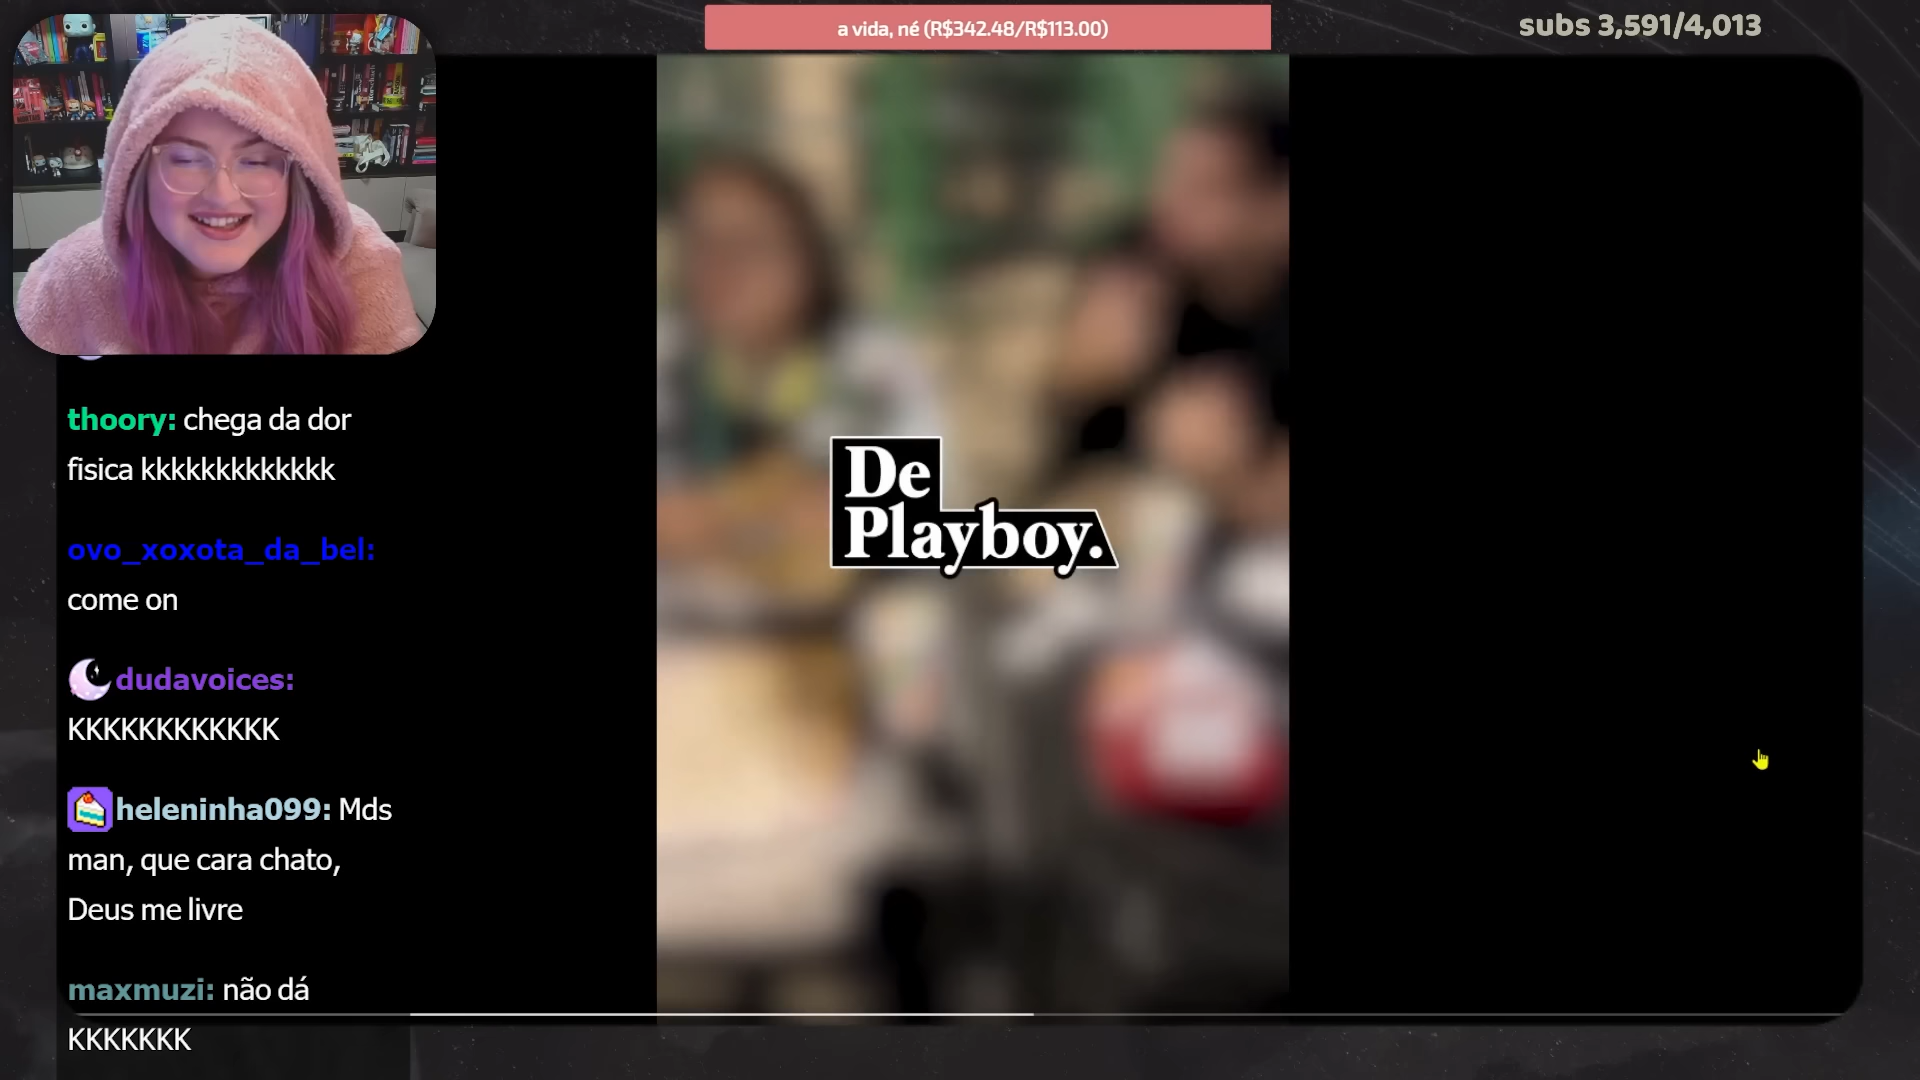 a vida, né (R$342.48/R$113.00)
subs 3,591/4,013
De
Playboy.
thoory: chega da dor
fisica kkkkkkkkkkkkk
ovo_xoxota_da_bel:
come on
dudavoices:
KKKKKKKKKKKK
heleninha099: Mds
man, que cara chato,
Deus me livre
maxmuzi: não dá
KKKKKKK